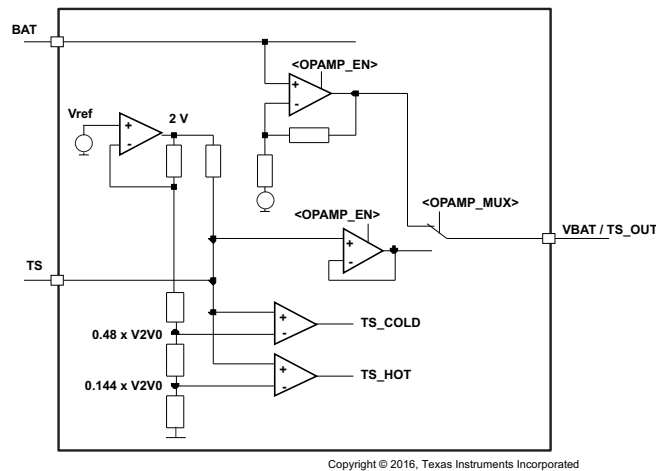 BAT
<OPAMP_EN>
Vref
2 V
+
-
+
-
<OPAMP_EN>
<OPAMP_MUX>
VBAT / TS_OUT
+
-
TS
+
-
TS_COLD
0.48 x V2V0
+
-
TS_HOT
0.144 x V2V0
Copyright © 2016, Texas Instruments Incorporated